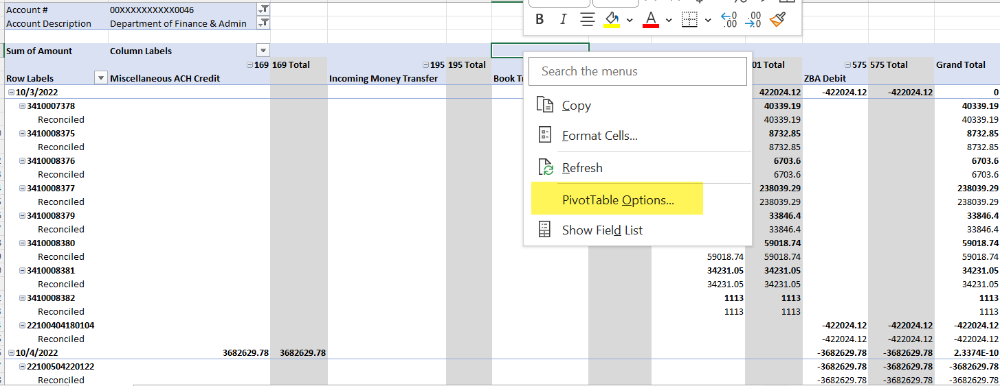 Account # 00XXXXXXXXXX0046
Account Description Department of Finance & Admin
B I A
Sum of Amount Column Labels
169 169 Total 195 195 Total 01 Total 575 575 Total Grand Total
Row Labels Miscellaneous ACH Credit Incoming Money Transfer Book ZBA Debit
Search the menus
Copy
Format Cells...
Refresh
PivotTable Options...
Show Field List
10/3/2022 422024.12 -422024.12 -422024.12 0
3410007378 40339.19 40339.19
Reconciled 40339.19 40339.19
3410008375 8732.85 8732.85
Reconciled 8732.85 8732.85
3410008376 6703.6 6703.6
Reconciled 6703.6 6703.6
3410008377 238039.29 238039.29
Reconciled 238039.29 238039.29
3410008379 33846.4 33846.4
Reconciled 33846.4 33846.4
3410008380 59018.74 59018.74
Reconciled 59018.74 59018.74 59018.74
3410008381 34231.05 34231.05 34231.05
Reconciled 34231.05 34231.05 34231.05
3410008382 1113 1113 1113
Reconciled 1113 1113 1113
22100404180104 -422024.12 -422024.12 -422024.12
Reconciled -422024.12 -422024.12 -422024.12
10/4/2022 3682629.78 3682629.78 -3682629.78 -3682629.78 2.3374E-10
22100504220122 -3682629.78 -3682629.78 -3682629.78
Reconciled -3682629.78 -3682629.78 -3682629.78